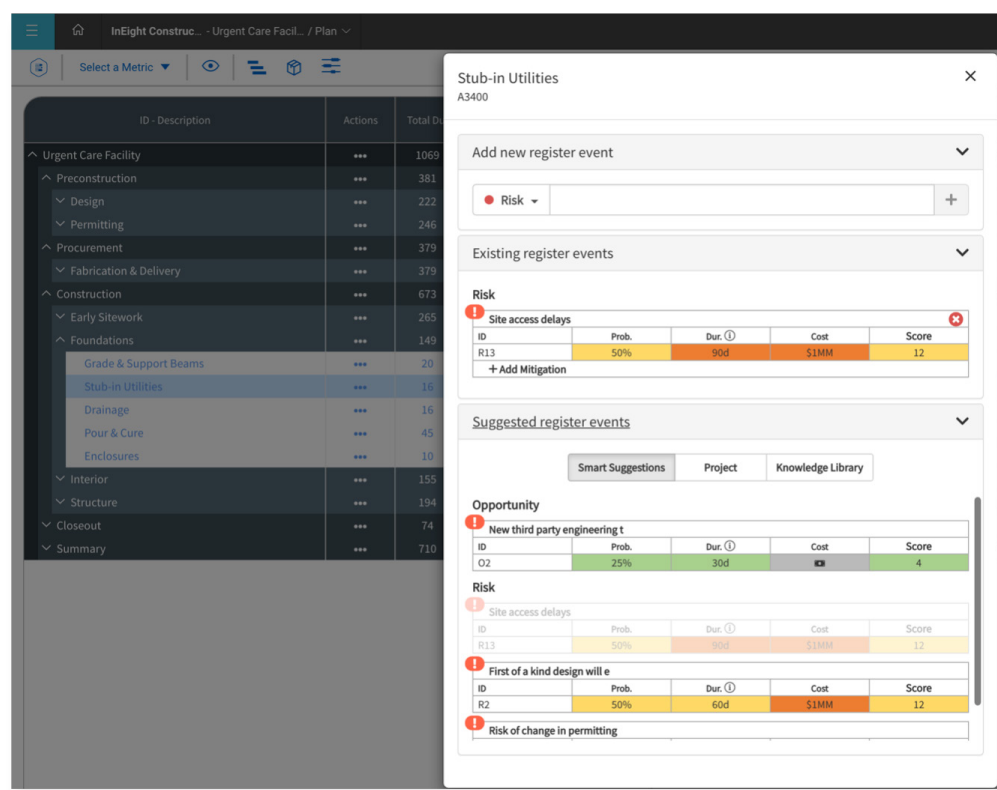 InEight Construc... - Urgent Care Facil... / Plan
Select a Metric
ID - Description Actions Total Du
Urgent Care Facility ••• 1069
Preconstruction ••• 381
Design ••• 222
Permitting ••• 246
Procurement ••• 379
Fabrication & Delivery ••• 379
Construction ••• 673
Early Sitework ••• 265
Foundations ••• 149
Grade & Support Beams ••• 20
Stub-in Utilities ••• 16
Drainage ••• 16
Pour & Cure ••• 45
Enclosures ••• 10
Interior ••• 155
Structure ••• 194
Closeout ••• 74
Summary ••• 710
Stub-in Utilities
A3400
Add new register event
Risk
Existing register events
Risk
Site access delays
ID Prob. Dur. Cost Score
R13 50% 90d $1MM 12
+ Add Mitigation
Suggested register events
Smart Suggestions Project Knowledge Library
Opportunity
New third party engineering t
ID Prob. Dur. Cost Score
O2 25% 30d 4
Risk
Site access delays
ID Prob. Dur. Cost Score
R13 50% 90d $1MM 12
First of a kind design will e
ID Prob. Dur. Cost Score
R2 50% 60d $1MM 12
Risk of change in permitting